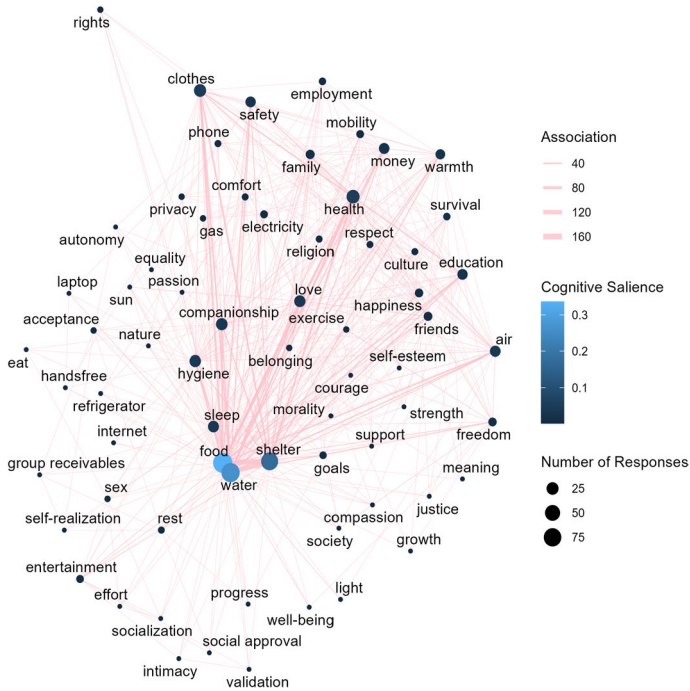 rights
clothes
employment
safety
phone
mobility
family
money
warmth
comfort
privacy
health
survival
gas
electricity
autonomy
respect
religion
culture
education
equality
passion
laptop
sun
love
happiness
companionship
exercise
friends
acceptance
nature
air
belonging
self-esteem
eat
hygiene
handsfree
courage
refrigerator
sleep
morality
strength
internet
support
freedom
food
shelter
group receivables
goals
meaning
water
sex
justice
self-realization
rest
compassion
society
growth
entertainment
effort
progress
light
well-being
socialization
social approval
intimacy
validation
Association
40
80
120
160
Cognitive Salience
0.3
0.2
0.1
Number of Responses
25
50
75